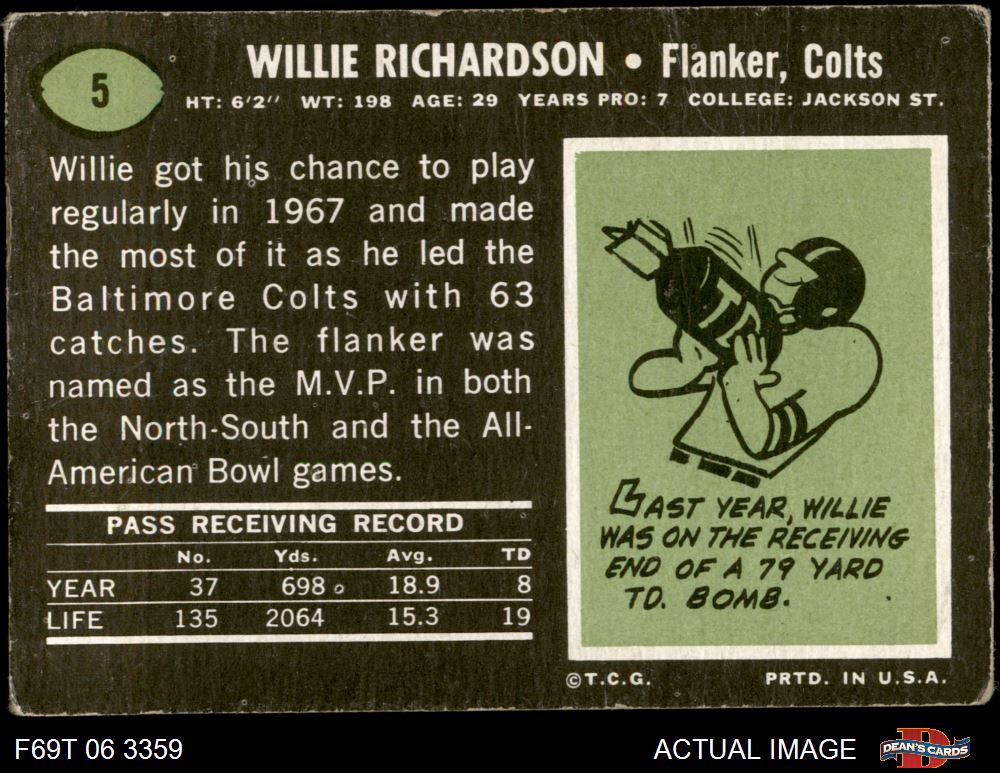 5
WILLIE RICHARDSON • Flanker, Colts
HT: 6'2" WT: 198 AGE: 29 YEARS PRO: 7 COLLEGE: JACKSON ST.
Willie got his chance to play
regularly in 1967 and made
the most of it as he led the
Baltimore Colts with 63
catches. The flanker was
named as the M.V.P. in both
the North-South and the All-
American Bowl games.
PASS RECEIVING RECORD
No. Yds. Avg. TD
YEAR 37 698 18.9 8
LIFE 135 2064 15.3 19
LAST YEAR, WILLIE
WAS ON THE RECEIVING
END OF A 79 YARD
TD. BOMB.
©T.C.G. PRTD. IN U.S.A.
F69T 06 3359 ACTUAL IMAGE DEAN'S CARDS